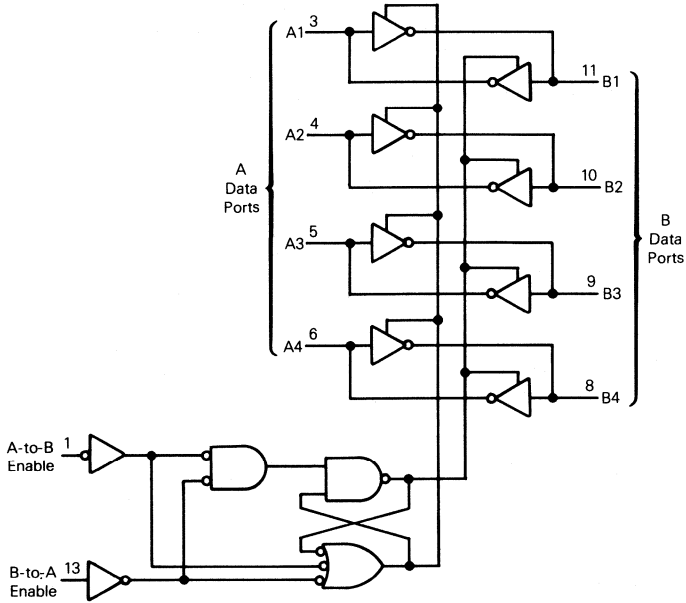 A1 3
11 B1
A2 4
A
Data
Ports
10 B2
A3 5
B
Data
Ports
9 B3
A4 6
8 B4
A-to-B 1
Enable
B-to-A 13
Enable